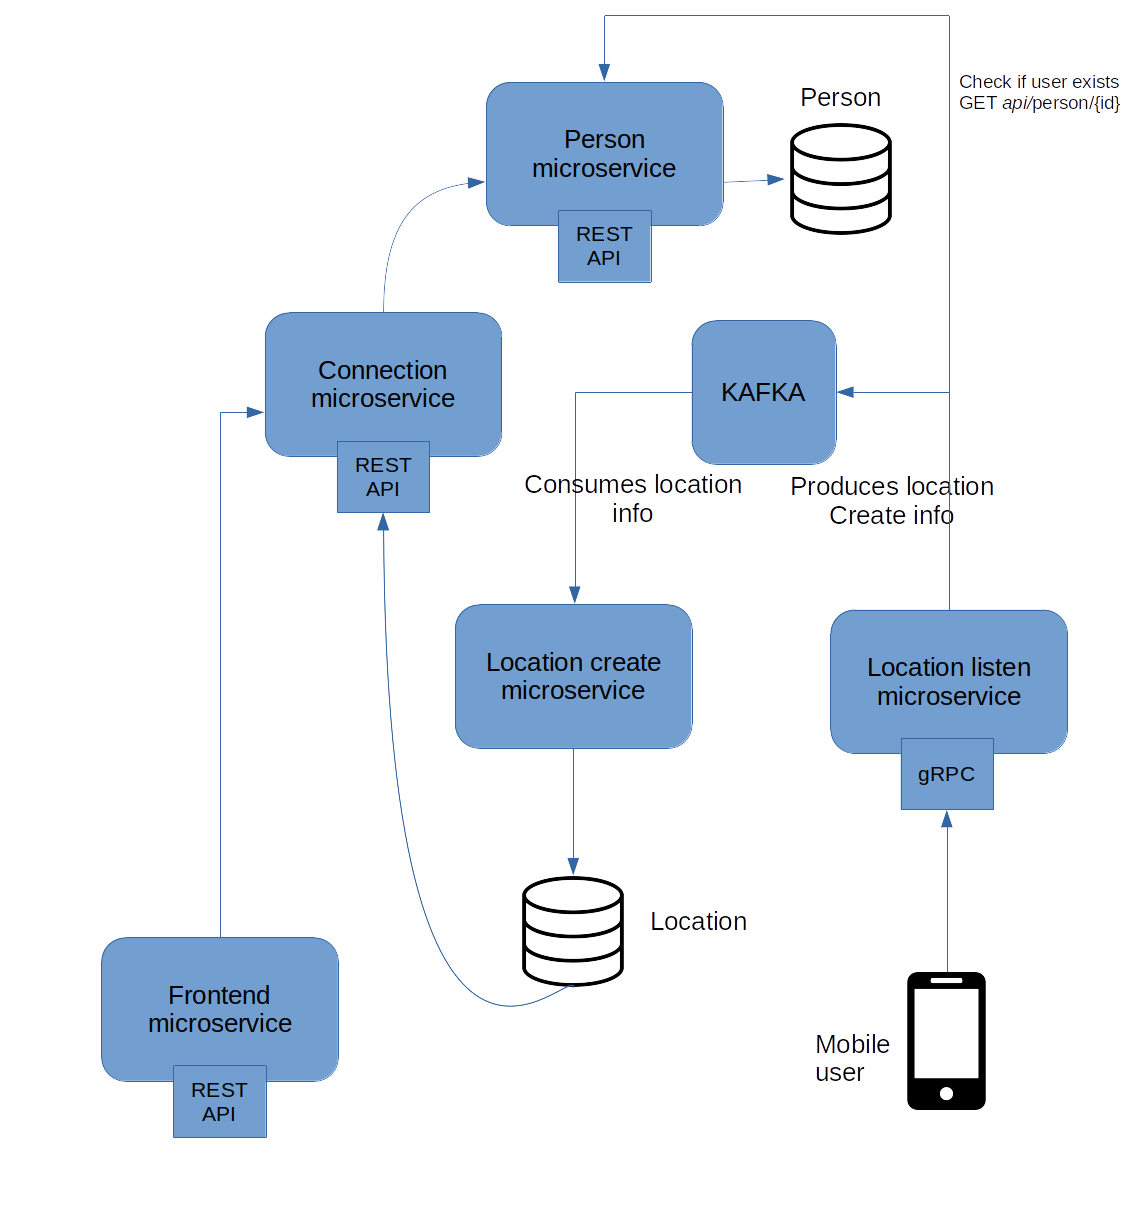 Check if user exists
GET api/person/{id}
Person
Person
microservice
REST
API
Connection
microservice
REST
API
KAFKA
Consumes location
info
Produces location
Create info
Location create
microservice
Location listen
microservice
gRPC
Location
Frontend
microservice
REST
API
Mobile
user